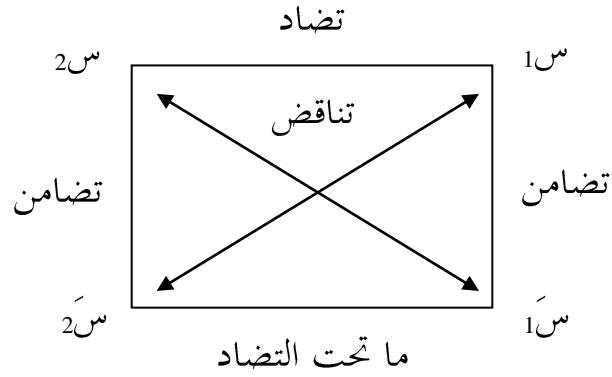 تضاد
س1
س2
تناقض
تضامن
تضامن
سَ1
سَ2
ما تحت التضاد